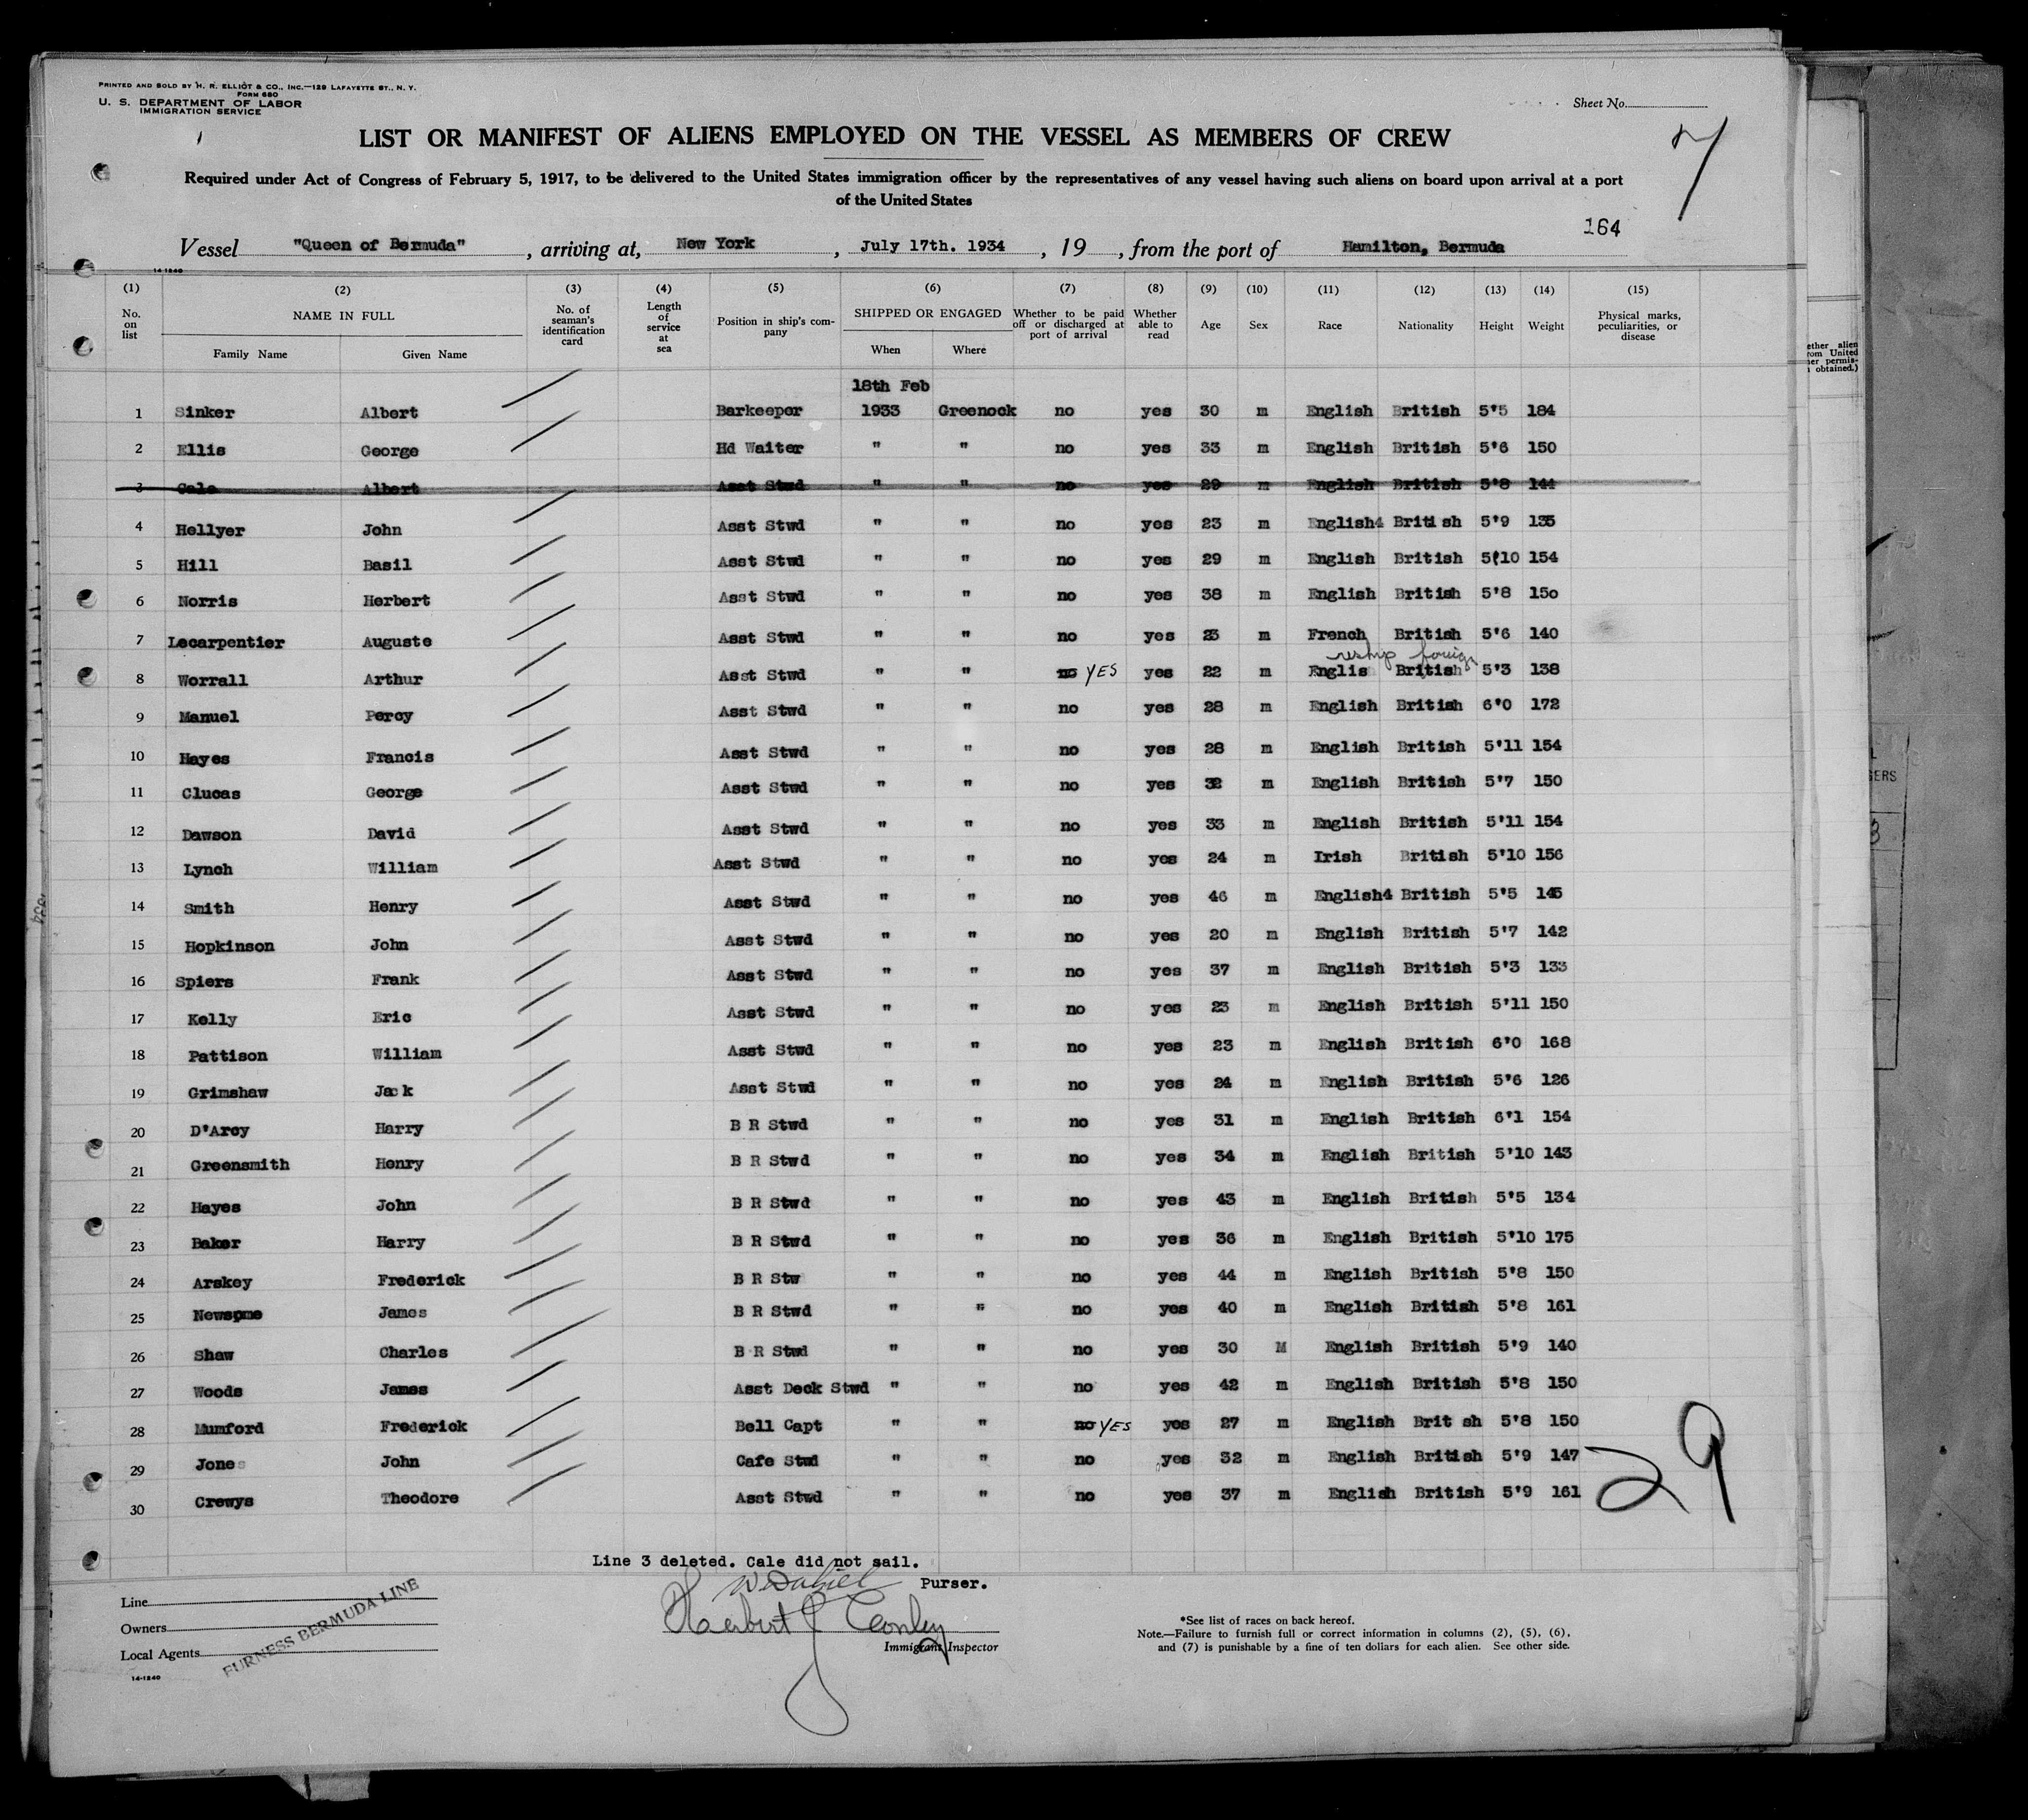 PRINTED AND SOLD BY H. R. ELLIOT & CO., INC.—129 LAFAYETTE ST., N. Y.
FORM 680
U. S. DEPARTMENT OF LABOR
IMMIGRATION SERVICE
Sheet No.
7
LIST OR MANIFEST OF ALIENS EMPLOYED ON THE VESSEL AS MEMBERS OF CREW
Required under Act of Congress of February 5, 1917, to be delivered to the United States immigration officer by the representatives of any vessel having such aliens on board upon arrival at a port
of the United States
164
Vessel "Queen of Bermuda" , arriving at, New York , July 17th. 1934 , 19 , from the port of Hamilton, Bermuda
14-1240
(1) (2) (3) (4) (5) (6) (7) (8) (9) (10) (11) (12) (13) (14) (15)
No. on list NAME IN FULL Family Name Given Name No. of seaman's identification card Length of service at sea Position in ship's company SHIPPED OR ENGAGED When Where Whether to be paid off or discharged at port of arrival Whether able to read Age Sex Race Nationality Height Weight Physical marks, peculiarities, or disease
18th Feb
1 Sinker Albert Barkeeper 1933 Greenock no yes 30 m English British 5'5 184
2 Ellis George Hd Waiter " " no yes 33 m English British 5'6 150
3 Cale Albert Asst Stwd " " no yes 29 m English British 5'8 144
4 Hellyer John Asst Stwd " " no yes 23 m English4 British 5'9 135
5 Hill Basil Asst Stwd " " no yes 29 m English British 5(10 154
6 Norris Herbert Asst Stwd " " no yes 38 m English British 5'8 15o
7 Lecarpentier Auguste Asst Stwd " " no yes 23 m French British 5'6 140
reship foreign
8 Worrall Arthur Asst Stwd " " no YES yes 22 m Englis British 5'3 138
9 Manuel Percy Asst Stwd " " no yes 28 m English British 6'0 172
10 Hayes Francis Asst Stwd " " no yes 28 m English British 5'11 154
11 Clucas George Asst Stwd " " no yes 32 m English British 5'7 150
12 Dawson David Asst Stwd " " no yes 33 m English British 5'11 154
13 Lynch William Asst Stwd " " no yes 24 m Irish British 5'10 156
14 Smith Henry Asst Stwd " " no yes 46 m English4 British 5'5 145
15 Hopkinson John Asst Stwd " " no yes 20 m English British 5'7 142
16 Spiers Frank Asst Stwd " " no yes 37 m English British 5'3 133
17 Kelly Eric Asst Stwd " " no yes 23 m English British 5'11 150
18 Pattison William Asst Stwd " " no yes 23 m English British 6'0 168
19 Grimshaw Jack Asst Stwd " " no yes 24 m English British 5'6 126
20 D'Arcy Harry B R Stwd " " no yes 31 m English British 6'1 154
21 Greensmith Henry B R Stwd " " no yes 34 m English British 5'10 143
22 Hayes John B R Stwd " " no yes 43 m English British 5'5 134
23 Baker Harry B R Stwd " " no yes 36 m English British 5'10 175
24 Arskey Frederick B R Stw " " no yes 44 m English British 5'8 150
25 Newsome James B R Stwd " " no yes 40 m English British 5'8 161
26 Shaw Charles B R Stwd " " no yes 30 M English British 5'9 140
27 Woods James Asst Deck Stwd " " no yes 42 m English British 5'8 150
28 Mumford Frederick Bell Capt " " no YES yes 27 m English Brit sh 5'8 150
29 Jones John Cafe Stwd " " no yes 32 m English British 5'9 147
30 Crewys Theodore Asst Stwd " " no yes 37 m English British 5'9 161
29
Line 3 deleted. Cale did not sail.
Purser.
Herbert J Conley
Immigrant Inspector
Line
Owners
Local Agents
FURNESS BERMUDA LINE
14-1240
*See list of races on back hereof.
Note.—Failure to furnish full or correct information in columns (2), (5), (6),
and (7) is punishable by a fine of ten dollars for each alien. See other side.
ether alien
rom United
her permis-
obtained.)
GERS